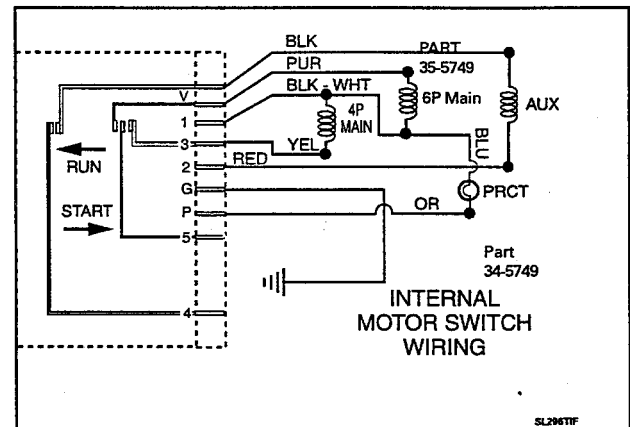 BLK
PART
35-5749
PUR
V
BLK - WHT
1
4P
MAIN
6P Main
AUX
3
YEL
BLU
RUN
2
RED
G
PRCT
START
P
OR
5
Part
34-5749
4
INTERNAL
MOTOR SWITCH
WIRING
SL296TIF